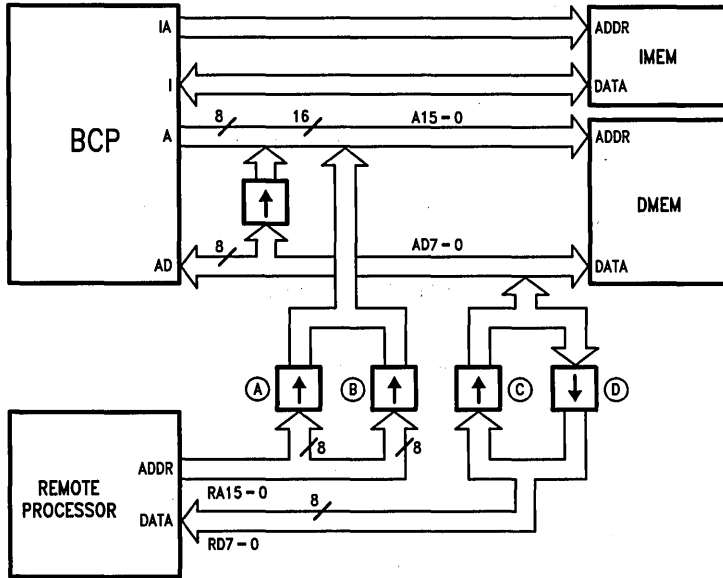 IA
ADDR
IMEM
I
DATA
BCP
8
16
A15-0
A
ADDR
DMEM
8
AD7-0
AD
DATA
A
B
C
D
8
8
ADDR
RA15-0
REMOTE
PROCESSOR
8
DATA
RD7-0